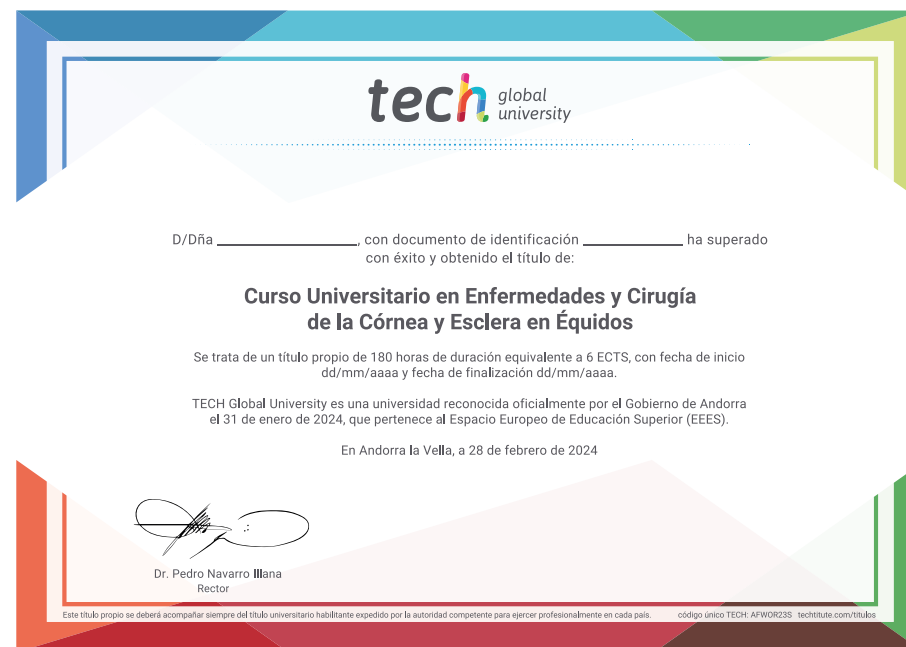 tech global university
D/Dña ____________________, con documento de identificación ______________ ha superado
con éxito y obtenido el título de:
Curso Universitario en Enfermedades y Cirugía
de la Córnea y Esclera en Équidos
Se trata de un título propio de 180 horas de duración equivalente a 6 ECTS, con fecha de inicio
dd/mm/aaaa y fecha de finalización dd/mm/aaaa.
TECH Global University es una universidad reconocida oficialmente por el Gobierno de Andorra
el 31 de enero de 2024, que pertenece al Espacio Europeo de Educación Superior (EEES).
En Andorra la Vella, a 28 de febrero de 2024
Dr. Pedro Navarro Illana
Rector
Este título propio se deberá acompañar siempre del título universitario habilitante expedido por la autoridad competente para ejercer profesionalmente en cada país. código único TECH: AFWOR23S techtitute.com/titulos